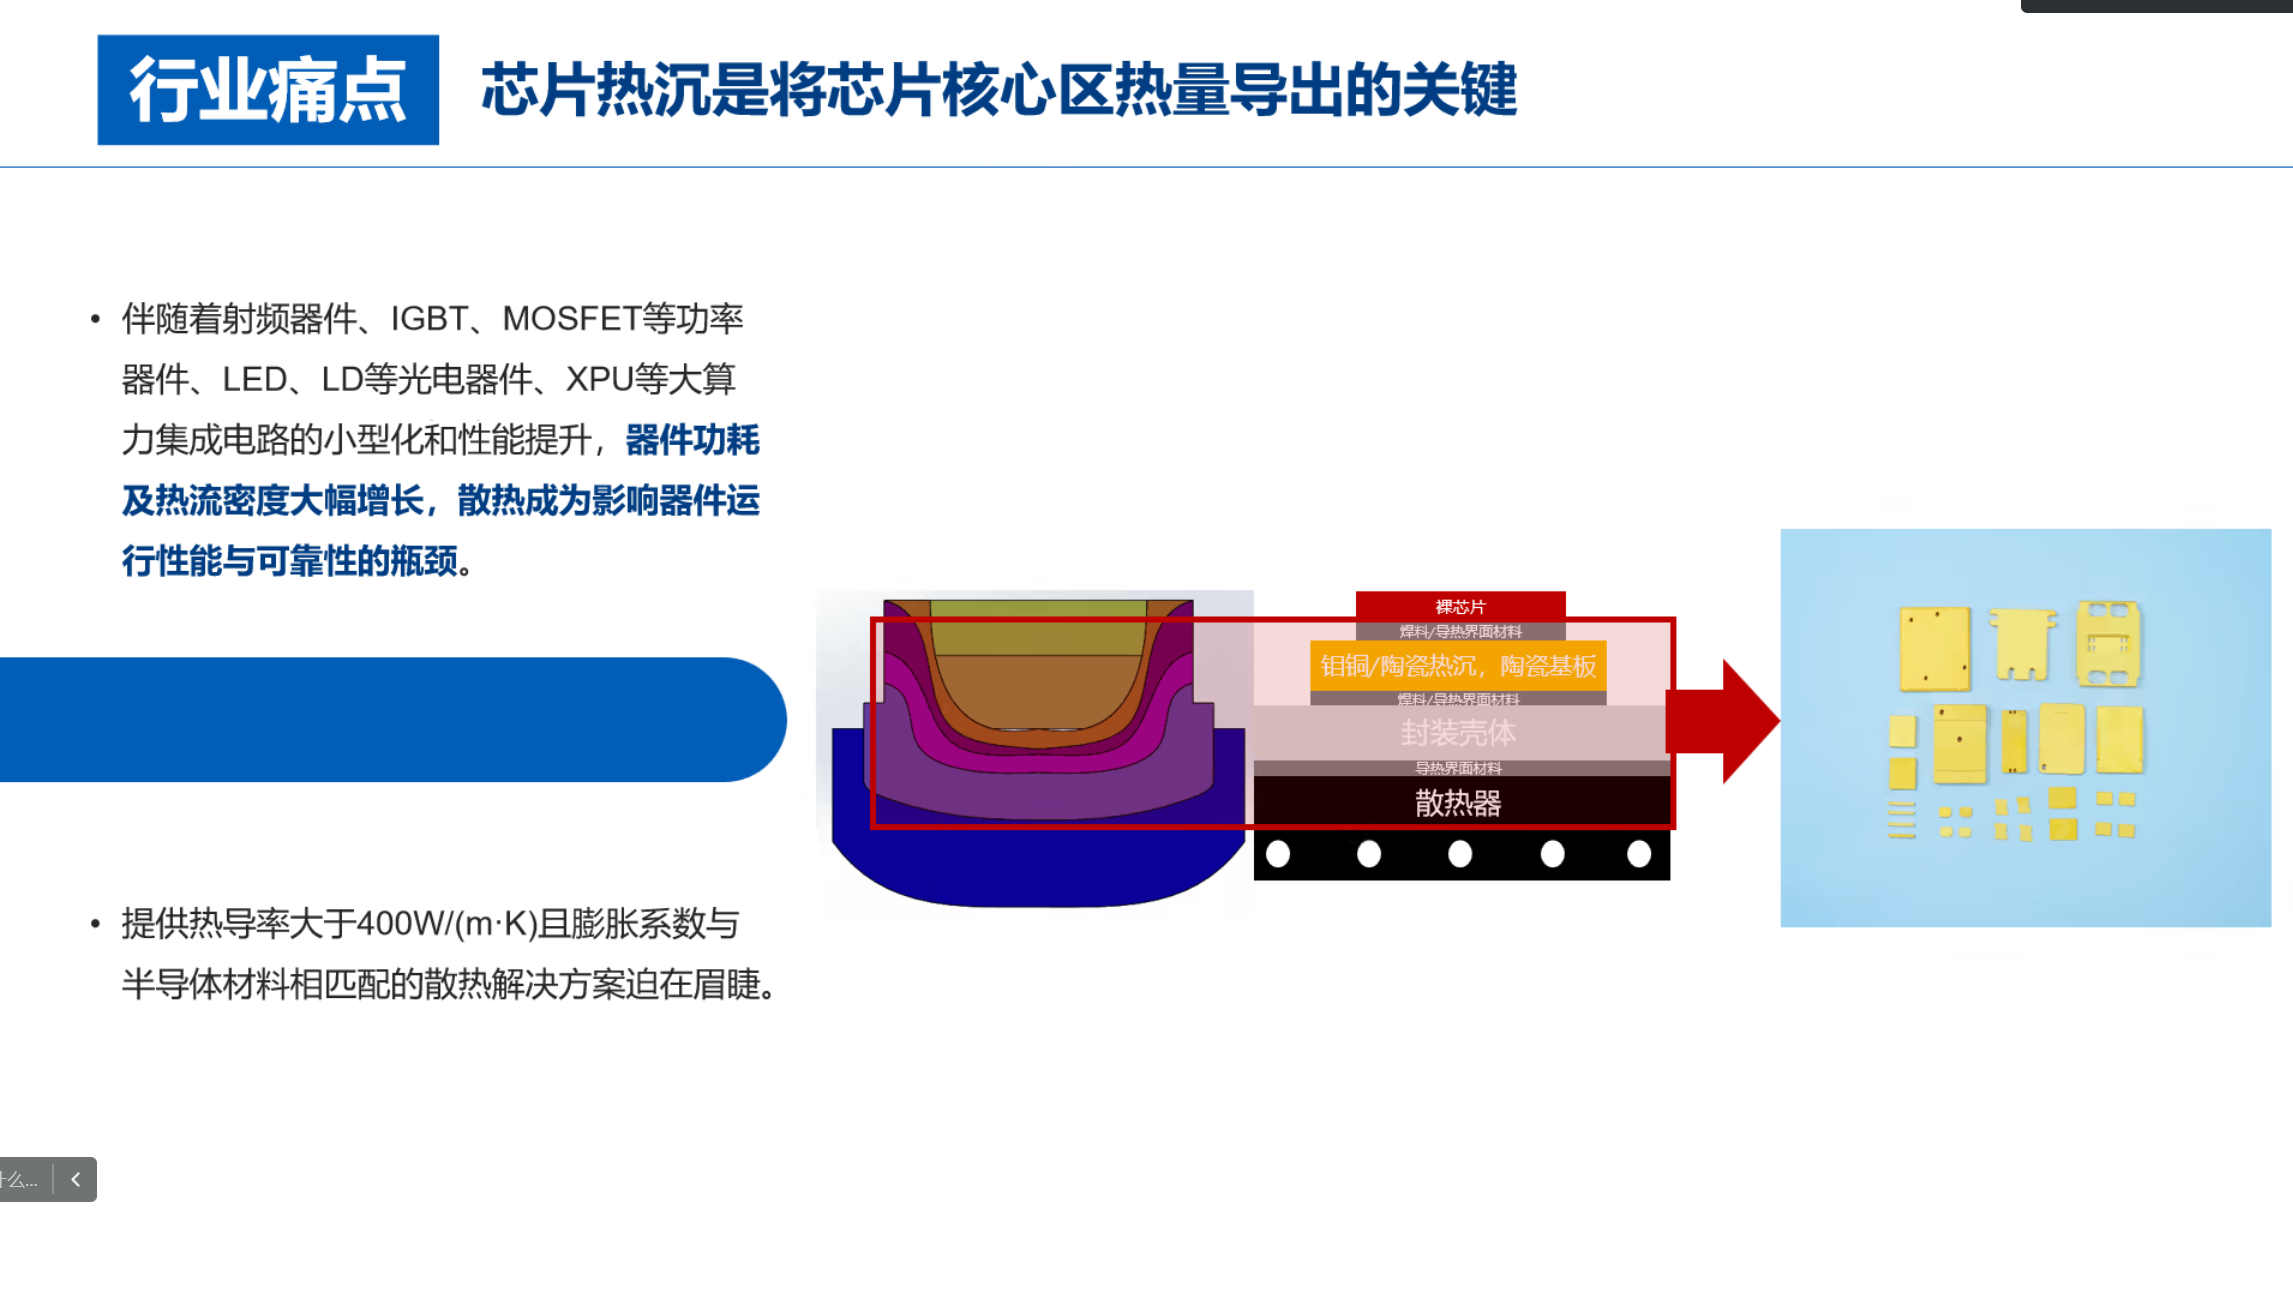 行业痛点
芯片热沉是将芯片核心区热量导出的关键
• 伴随着射频器件、IGBT、MOSFET等功率
器件、LED、LD等光电器件、XPU等大算
力集成电路的小型化和性能提升，器件功耗
及热流密度大幅增长，散热成为影响器件运
行性能与可靠性的瓶颈。
裸芯片
焊料/导热界面材料
钼铜/陶瓷热沉，陶瓷基板
焊料/导热界面材料
封装壳体
导热界面材料
散热器
• 提供热导率大于400W/(m·K)且膨胀系数与
半导体材料相匹配的散热解决方案迫在眉睫。
么...